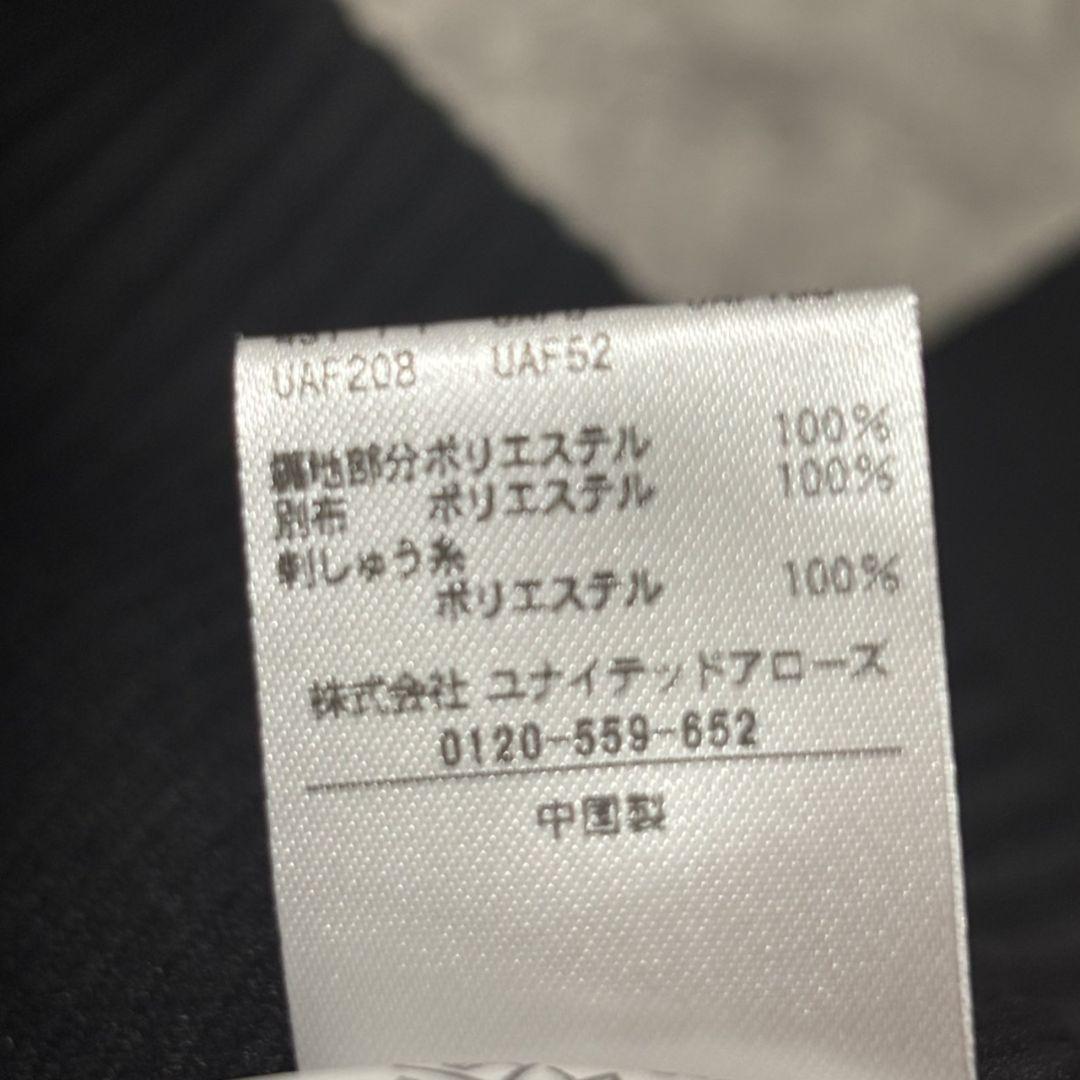 UAF208 UAF52
編地部分ポリエステル 100%
別布 ポリエステル 100%
刺しゅう糸
ポリエステル 100%
株式会社 ユナイテッドアローズ
0120-559-652
中国製